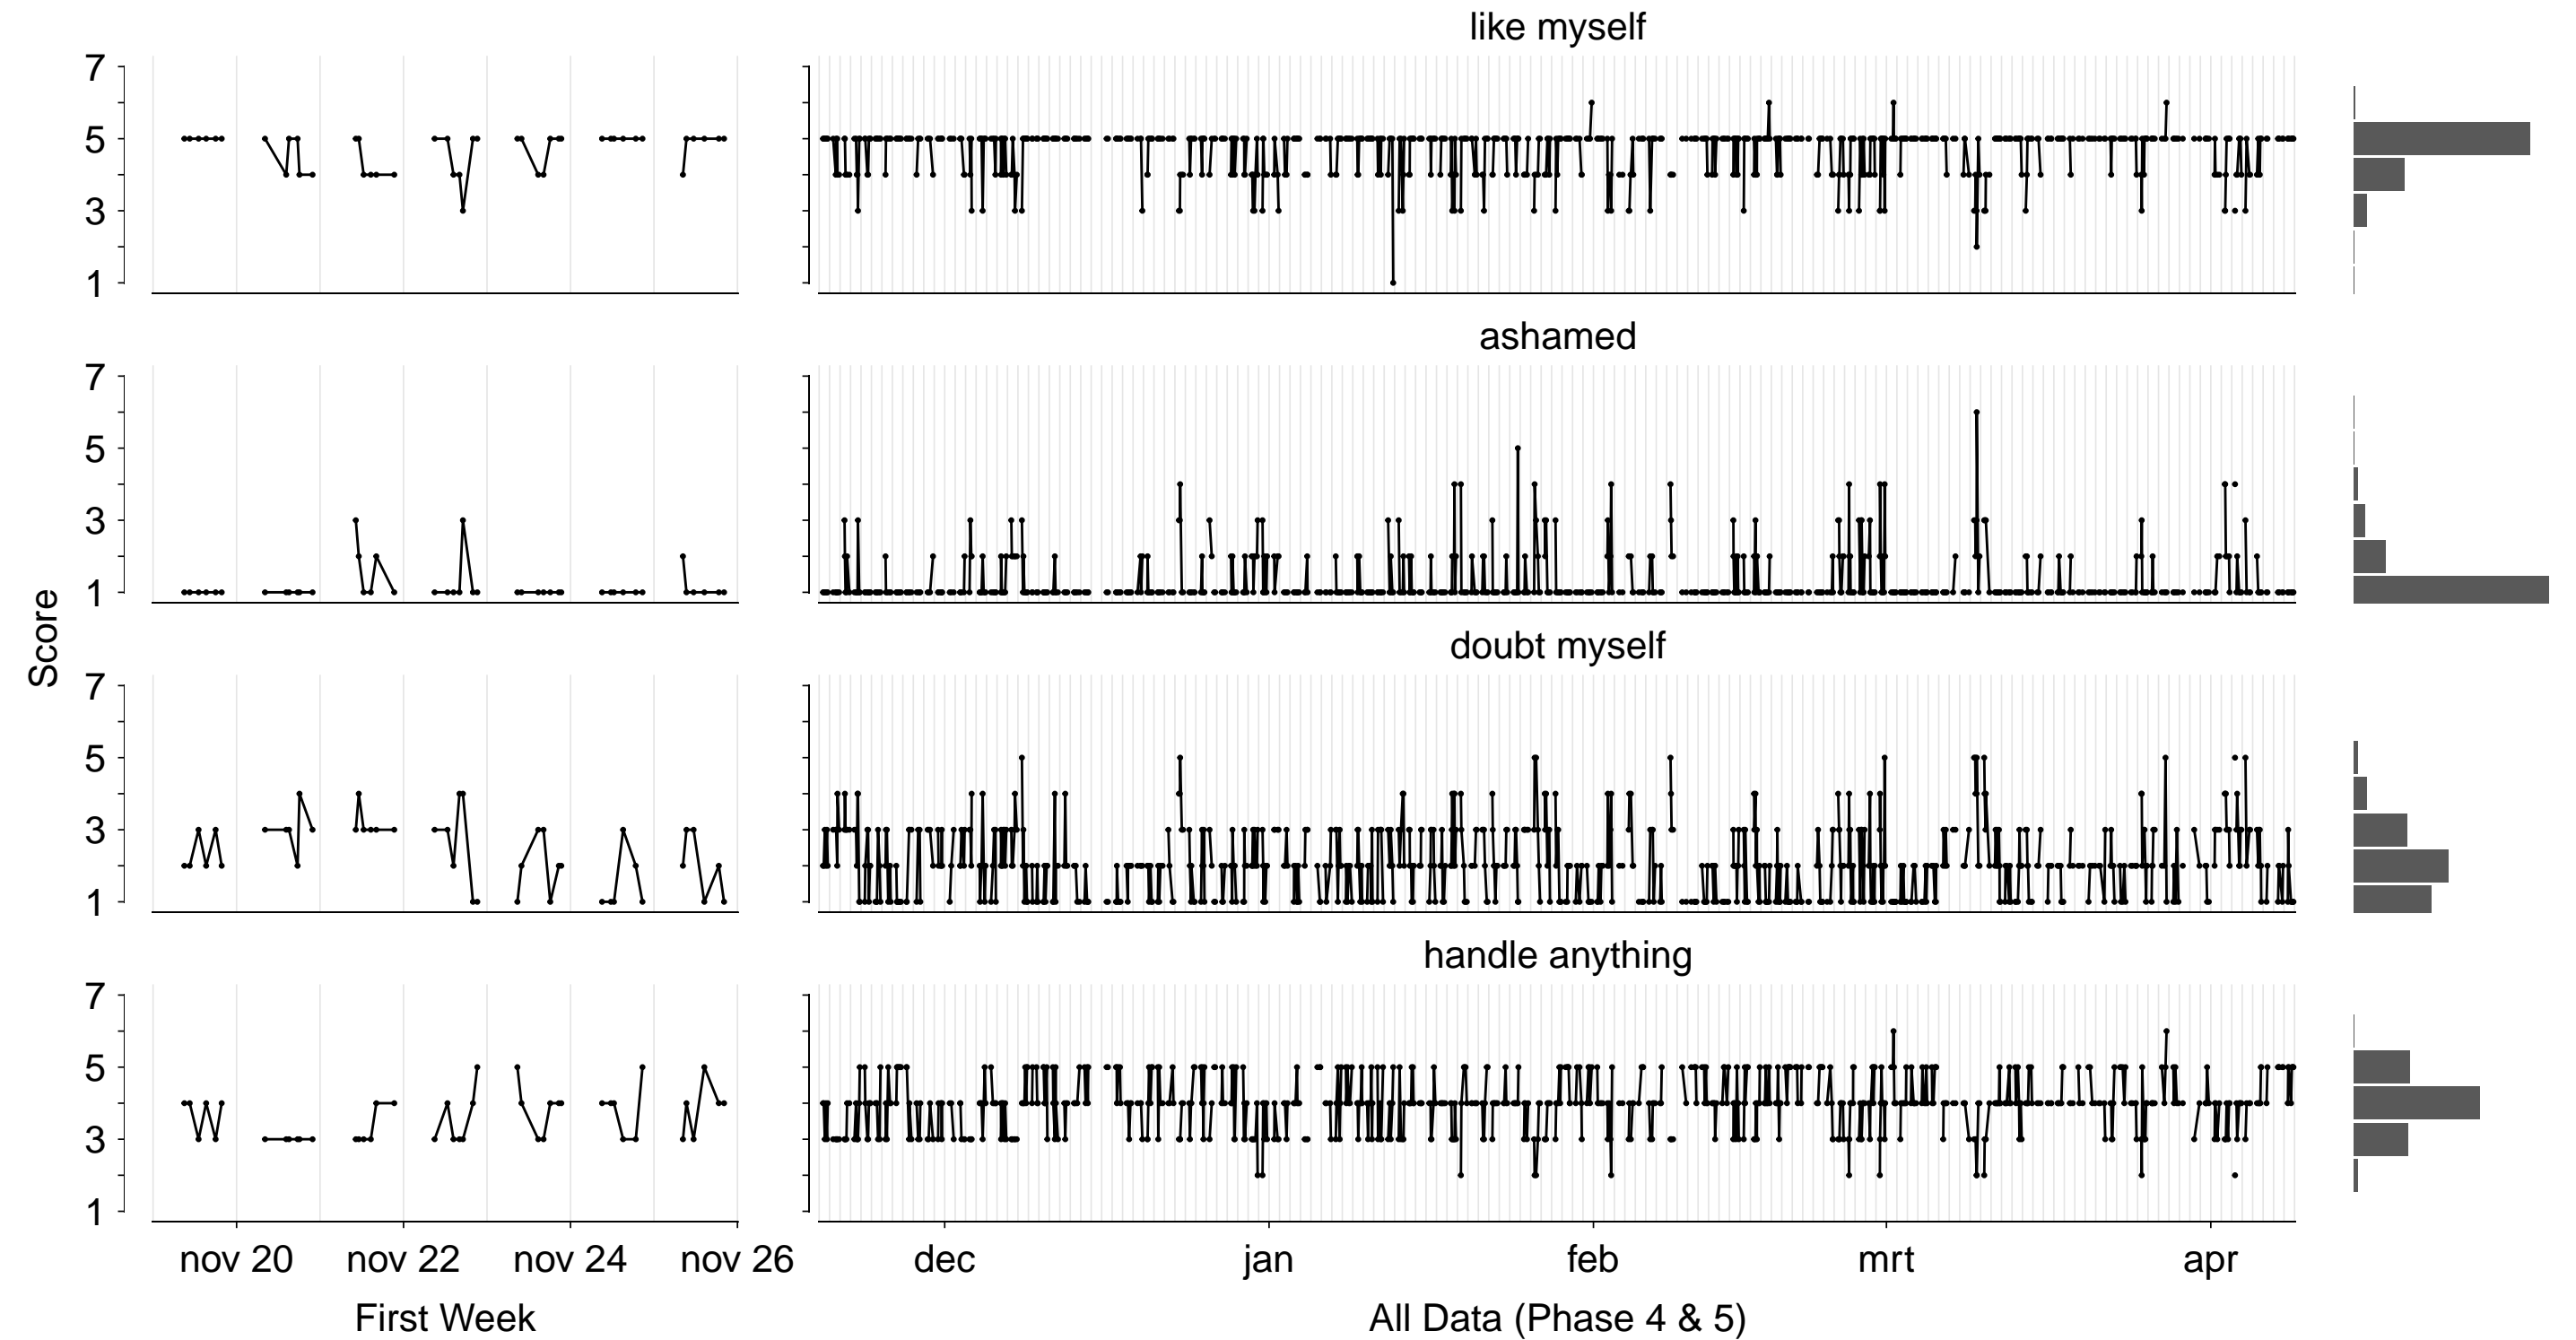 like myself
7
5
3
1
ashamed
7
5
3
1
Score
doubt myself
7
5
3
1
handle anything
7
5
3
1
nov 20 nov 22 nov 24 nov 26 dec jan feb mrt apr
First Week All Data (Phase 4 & 5)